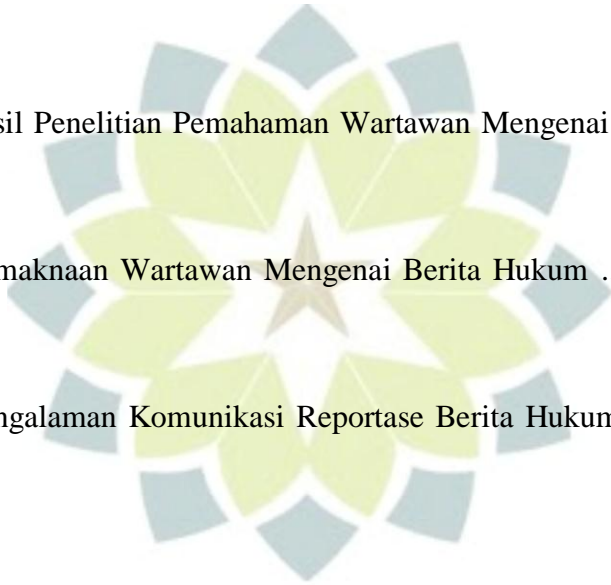 sil Penelitian Pemahaman Wartawan Mengenai
maknaan Wartawan Mengenai Berita Hukum .
ngalaman Komunikasi Reportase Berita Hukum